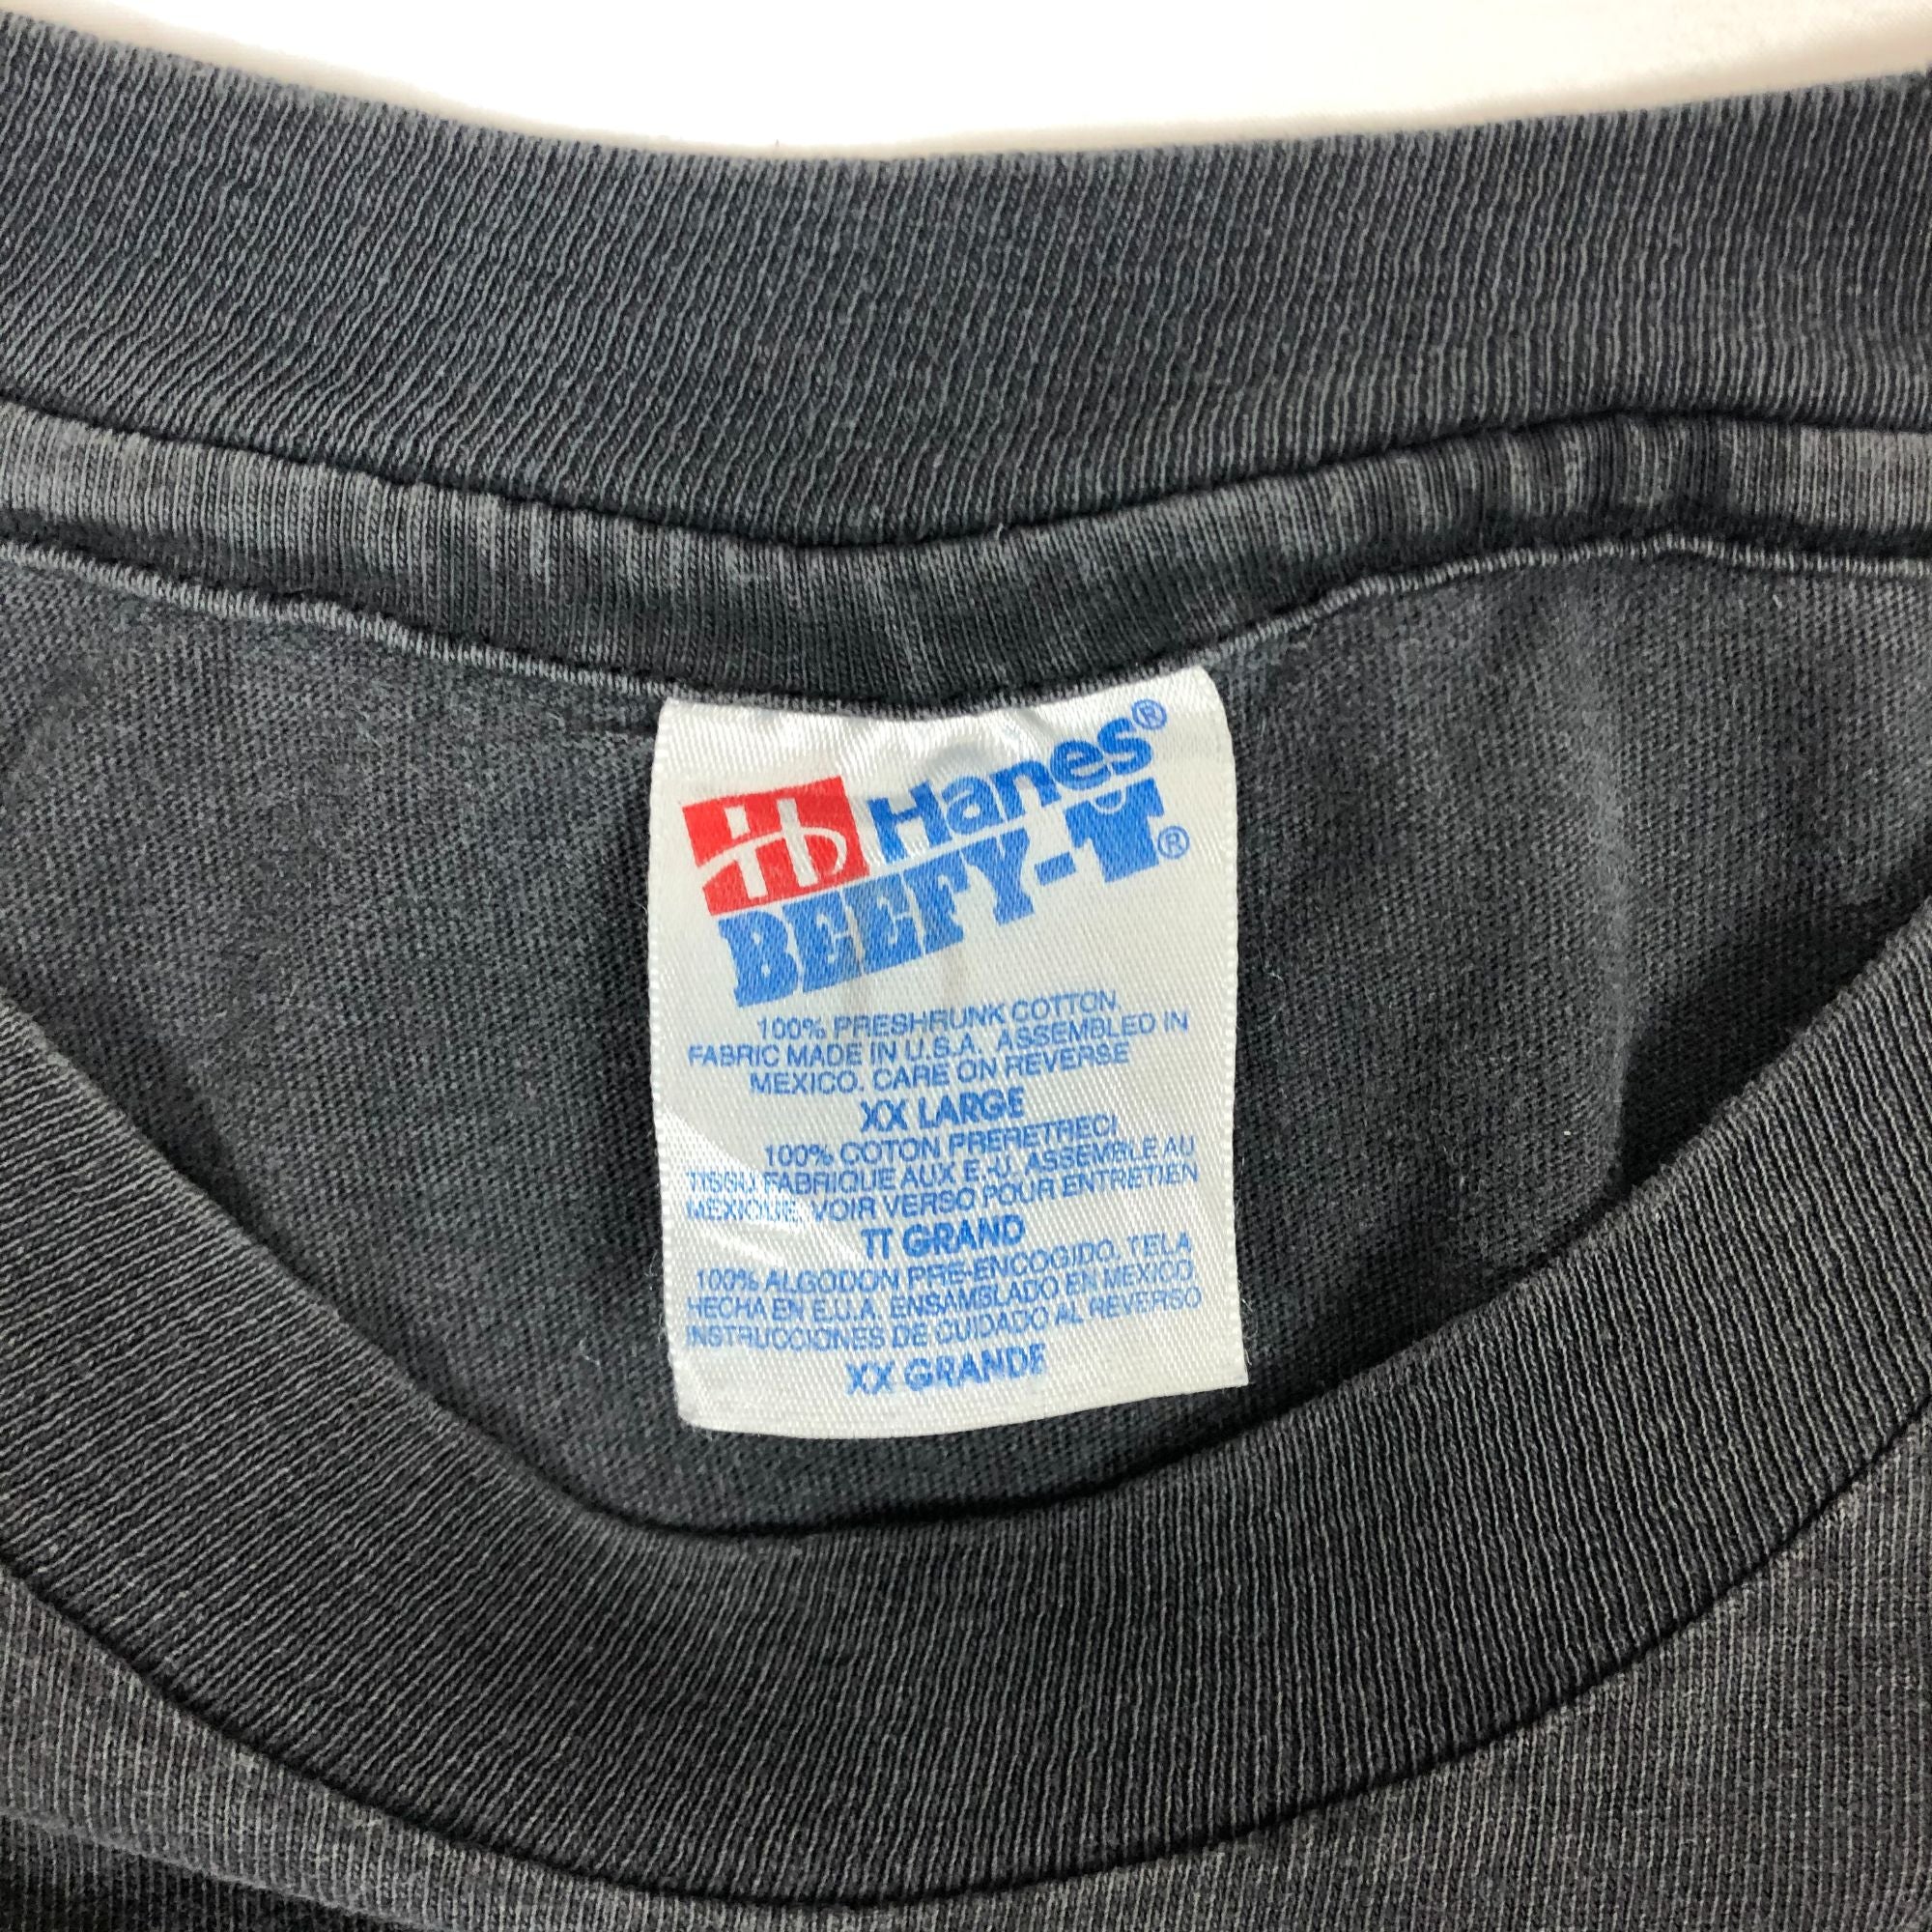 Hanes®
BEEFY-T®
100% PRESHRUNK COTTON.
FABRIC MADE IN U.S.A. ASSEMBLED IN
MEXICO. CARE ON REVERSE
XX LARGE
100% COTON PRERETRECI
TISSU FABRIQUE AUX E.-U. ASSEMBLE AU
MEXIQUE. VOIR VERSO POUR ENTRETIEN
TT GRAND
100% ALGODON PRE-ENCOGIDO. TELA
HECHA EN E.U.A. ENSAMBLADO EN MEXICO.
INSTRUCCIONES DE CUIDADO AL REVERSO
XX GRANDE